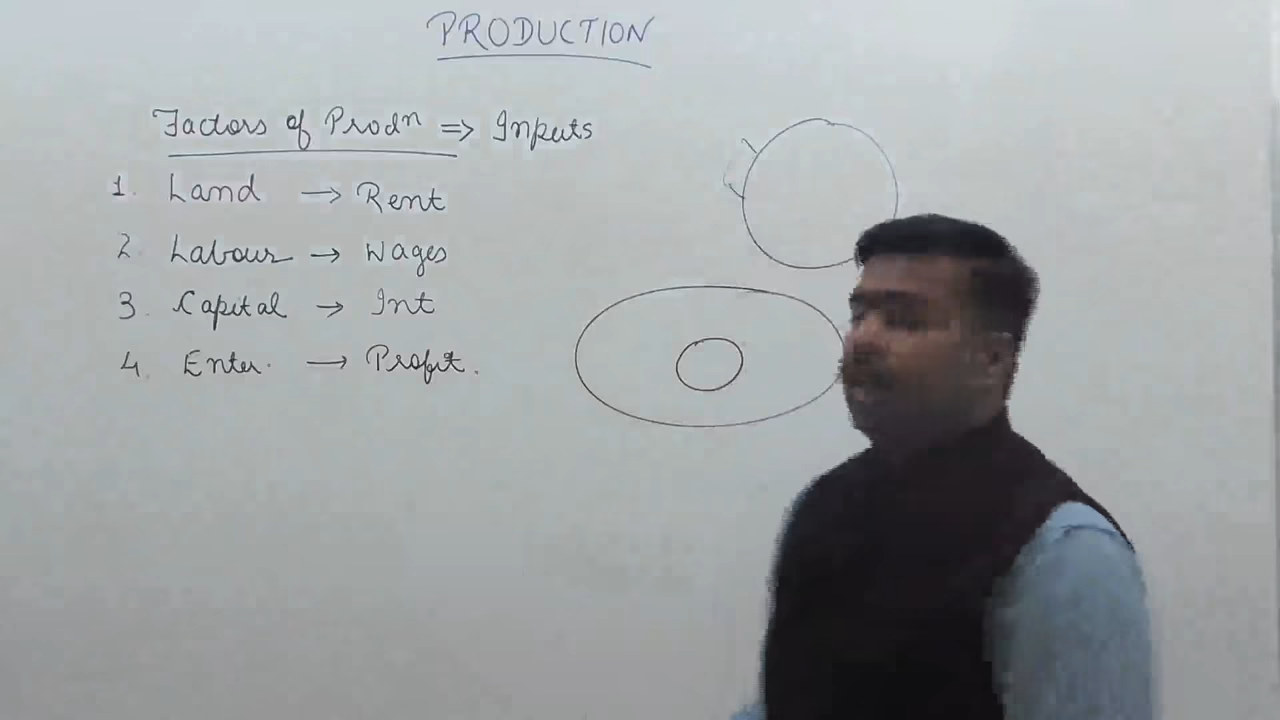 PRODUCTION
Factors of Prodn => Inputs
1. Land → Rent
2. Labour → Wages
3. Capital → Int
4. Enter. → Profit.